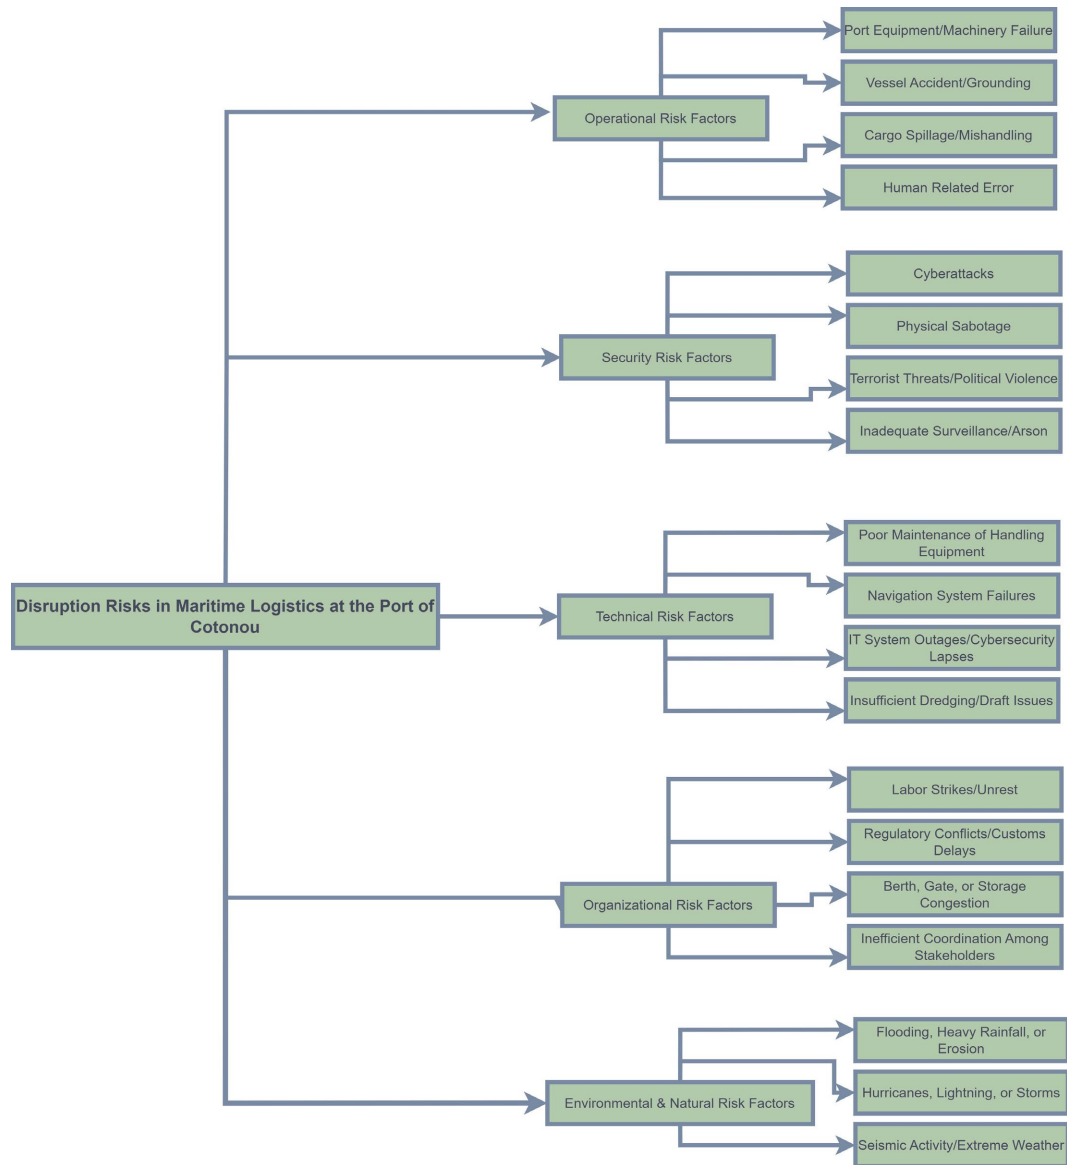 Port Equipment/Machinery Failure
Vessel Accident/Grounding
Operational Risk Factors
Cargo Spillage/Mishandling
Human Related Error
Cyberattacks
Physical Sabotage
Security Risk Factors
Terrorist Threats/Political Violence
Inadequate Surveillance/Arson
Poor Maintenance of Handling
Equipment
Navigation System Failures
Disruption Risks in Maritime Logistics at the Port of
Cotonou
Technical Risk Factors
IT System Outages/Cybersecurity
Lapses
Insufficient Dredging/Draft Issues
Labor Strikes/Unrest
Regulatory Conflicts/Customs
Delays
Organizational Risk Factors
Berth, Gate, or Storage
Congestion
Inefficient Coordination Among
Stakeholders
Flooding, Heavy Rainfall, or
Erosion
Environmental & Natural Risk Factors
Hurricanes, Lightning, or Storms
Seismic Activity/Extreme Weather